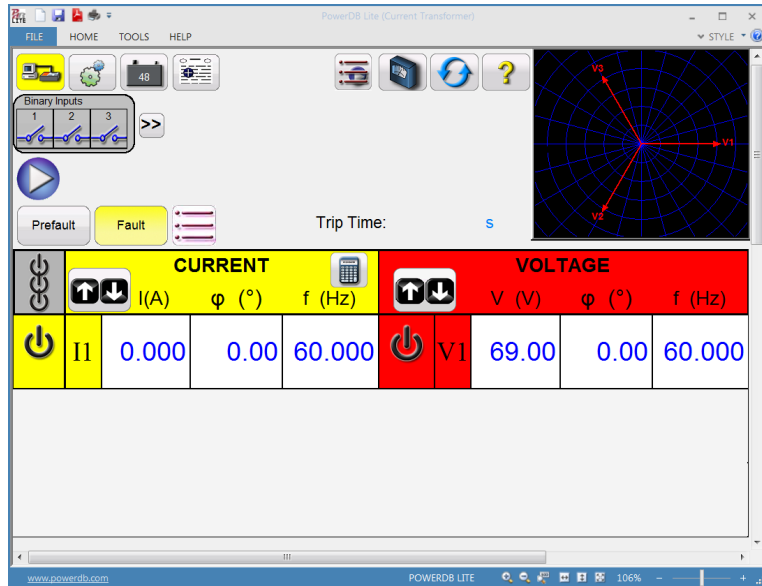 PowerDB Lite (Current Transformer)
FILE HOME TOOLS HELP STYLE
48
Binary Inputs
1 2 3
>>
V3
V1
V2
Prefault Fault Trip Time: s
CURRENT VOLTAGE
I(A) φ (°) f (Hz) V (V) φ (°) f (Hz)
I1 0.000 0.00 60.000 V1 69.00 0.00 60.000
www.powerdb.com POWERDB LITE 106%